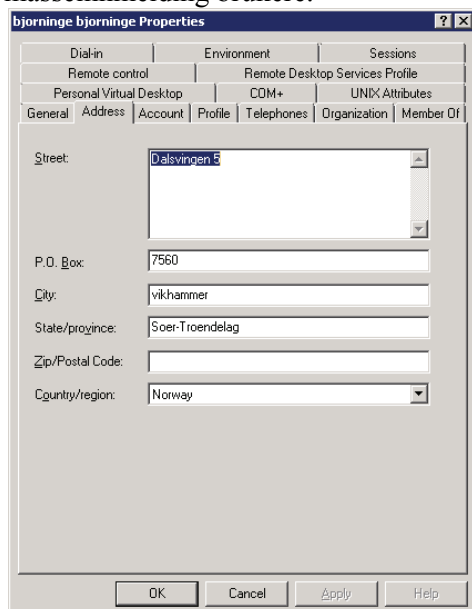 bjorninge bjorninge Properties
Dial-in Environment Sessions
Remote control Remote Desktop Services Profile
Personal Virtual Desktop COM+ UNIX Attributes
General Address Account Profile Telephones Organization Member Of
Street: Dalsvingen 5
P.O. Box: 7560
City: vikhammer
State/province: Soer-Troendelag
Zip/Postal Code:
Country/region: Norway
OK Cancel Apply Help